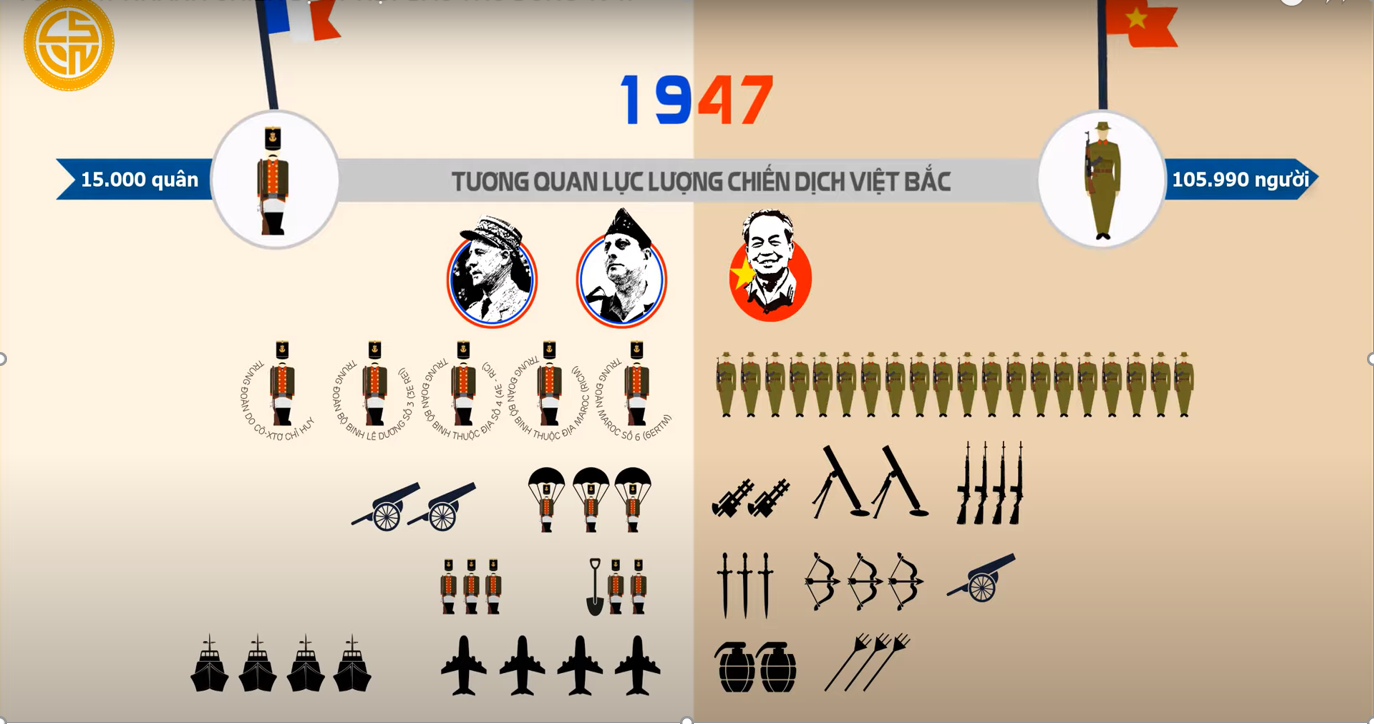 1947
15.000 quân
TƯƠNG QUAN LỰC LƯỢNG CHIẾN DỊCH VIỆT BẮC
105.990 người
TRUNG ĐOÀN DO CÔ-XTƠ CHỈ HUY
TRUNG ĐOÀN BỘ BINH LÊ DƯƠNG SỐ 3 (3E REI)
TRUNG ĐOÀN BỘ BINH THUỘC ĐỊA SỐ 4 (4E - RIC)
TRUNG ĐOÀN BỘ BINH THUỘC ĐỊA MAROC (RICM)
TRUNG ĐOÀN MAROC SỐ 6 (6ERTM)